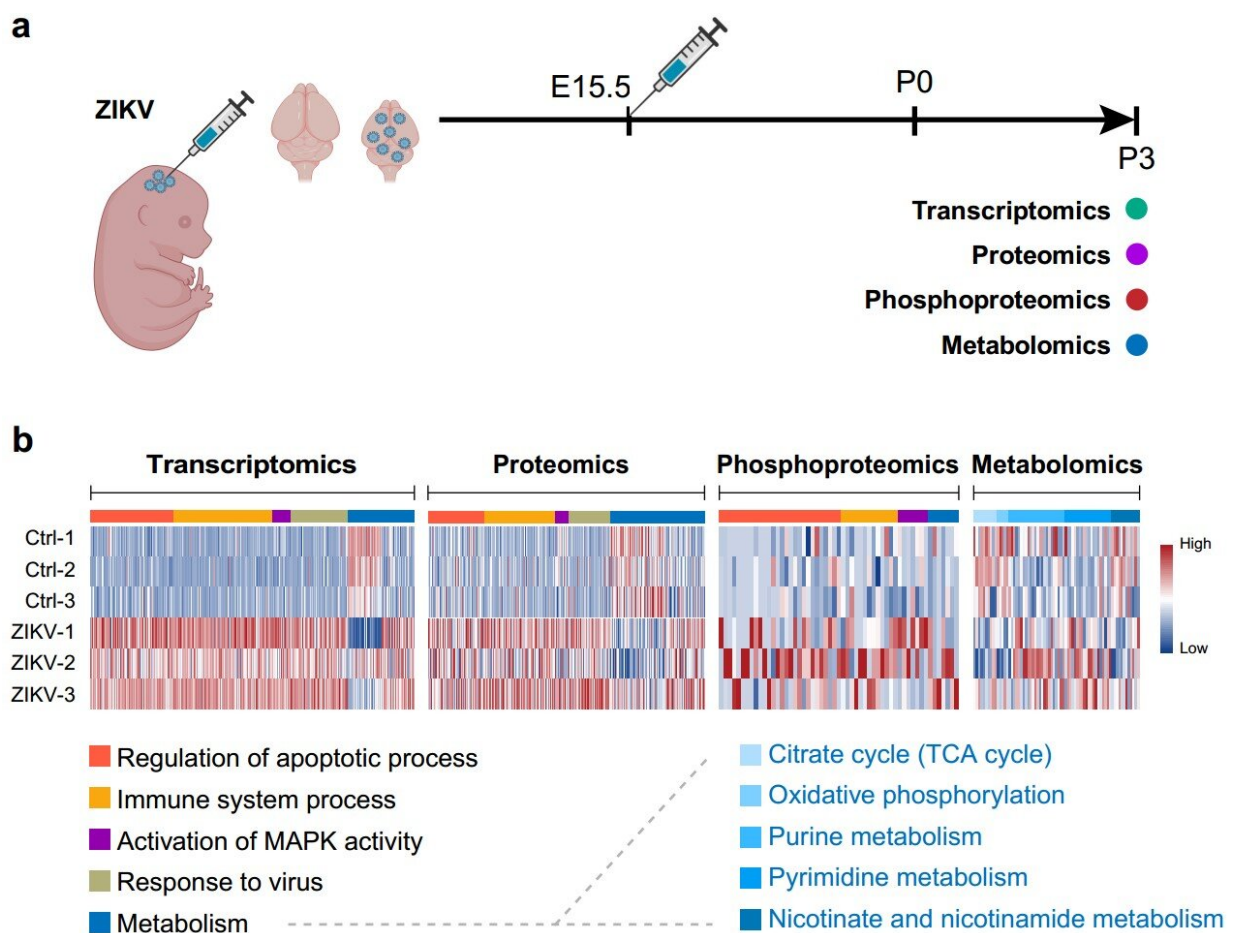 a
ZIKV
E15.5
P0
P3
Transcriptomics
Proteomics
Phosphoproteomics
Metabolomics
b
Transcriptomics Proteomics Phosphoproteomics Metabolomics
Ctrl-1
Ctrl-2
Ctrl-3
ZIKV-1
ZIKV-2
ZIKV-3
High
Low
Regulation of apoptotic process
Immune system process
Activation of MAPK activity
Response to virus
Metabolism
Citrate cycle (TCA cycle)
Oxidative phosphorylation
Purine metabolism
Pyrimidine metabolism
Nicotinate and nicotinamide metabolism